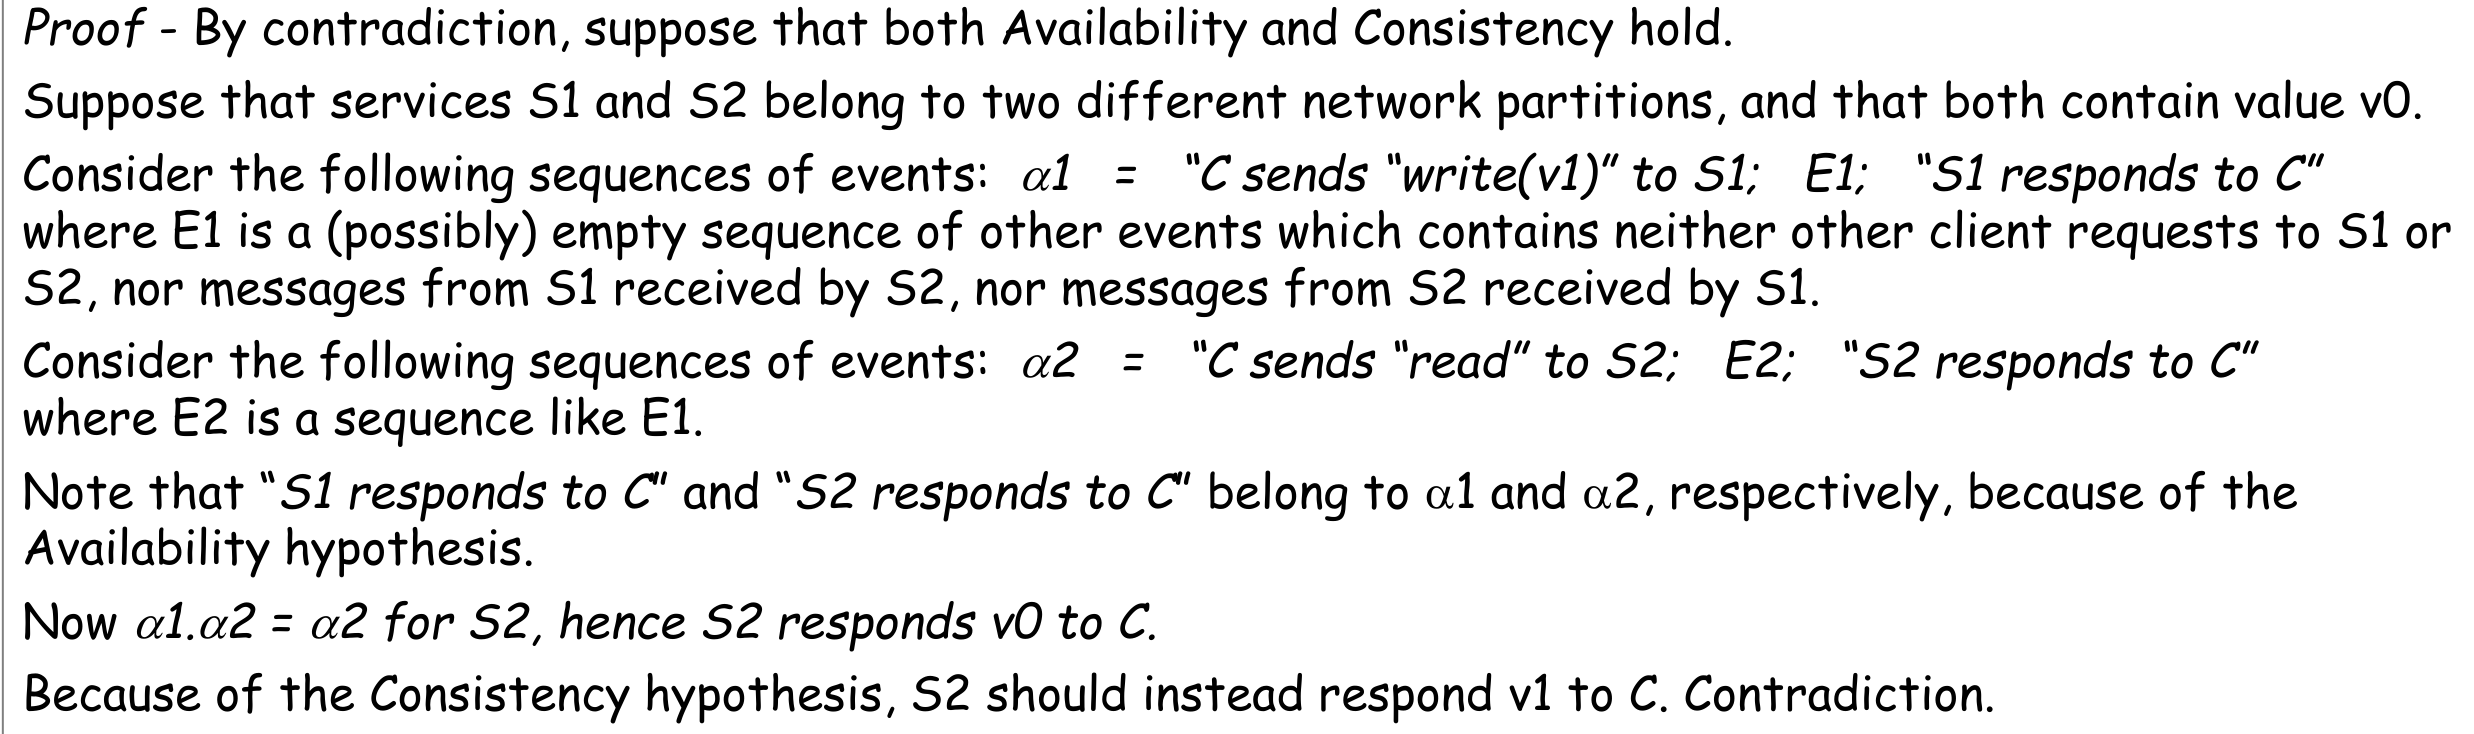 Proof - By contradiction, suppose that both Availability and Consistency hold.
Suppose that services S1 and S2 belong to two different network partitions, and that both contain value v0.
Consider the following sequences of events: α1 = “C sends “write(v1)” to S1; E1; “S1 responds to C”
where E1 is a (possibly) empty sequence of other events which contains neither other client requests to S1 or
S2, nor messages from S1 received by S2, nor messages from S2 received by S1.
Consider the following sequences of events: α2 = “C sends “read” to S2; E2; “S2 responds to C”
where E2 is a sequence like E1.
Note that “S1 responds to C” and “S2 responds to C” belong to α1 and α2, respectively, because of the
Availability hypothesis.
Now α1.α2 = α2 for S2, hence S2 responds v0 to C.
Because of the Consistency hypothesis, S2 should instead respond v1 to C. Contradiction.